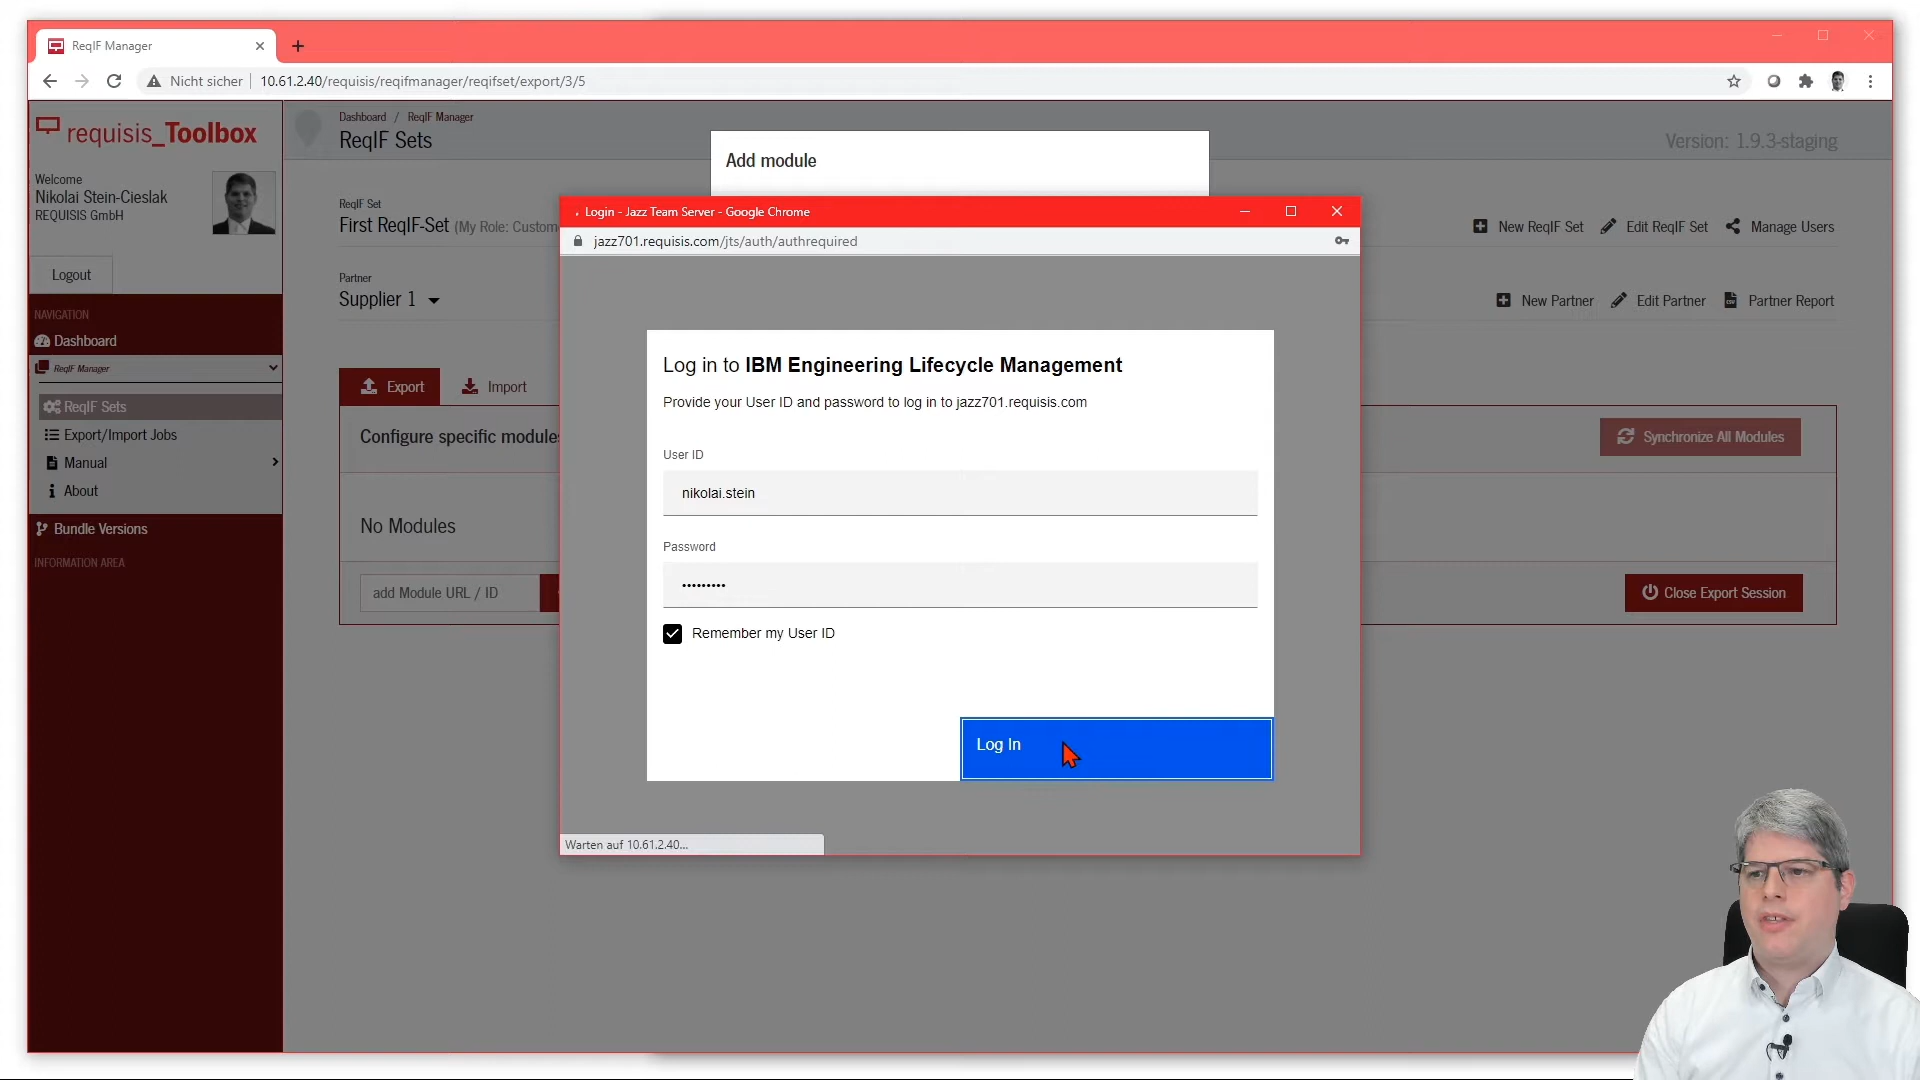 ReqIF Manager
Nicht sicher
10.61.2.40/requisis/reqifmanager/reqifset/export/3/5
requisis_Toolbox
Welcome
Nikolai Stein-Cieslak
REQUISIS GmbH
Logout
NAVIGATION
Dashboard
ReqIF Manager
ReqIF Sets
Export/Import Jobs
Manual
About
Bundle Versions
INFORMATION AREA
Dashboard / ReqIF Manager
ReqIF Sets
Version: 1.9.3-staging
ReqIF Set
First ReqIF-Set (My Role: Custom
New ReqIF Set
Edit ReqIF Set
Manage Users
Partner
Supplier 1
New Partner
Edit Partner
Partner Report
Export
Import
Configure specific modules
Synchronize All Modules
No Modules
add Module URL / ID
Close Export Session
Add module
Login - Jazz Team Server - Google Chrome
jazz701.requisis.com/jts/auth/authrequired
Log in to IBM Engineering Lifecycle Management
Provide your User ID and password to log in to jazz701.requisis.com
User ID
nikolai.stein
Password
•••••••••
Remember my User ID
Log In
Warten auf 10.61.2.40...